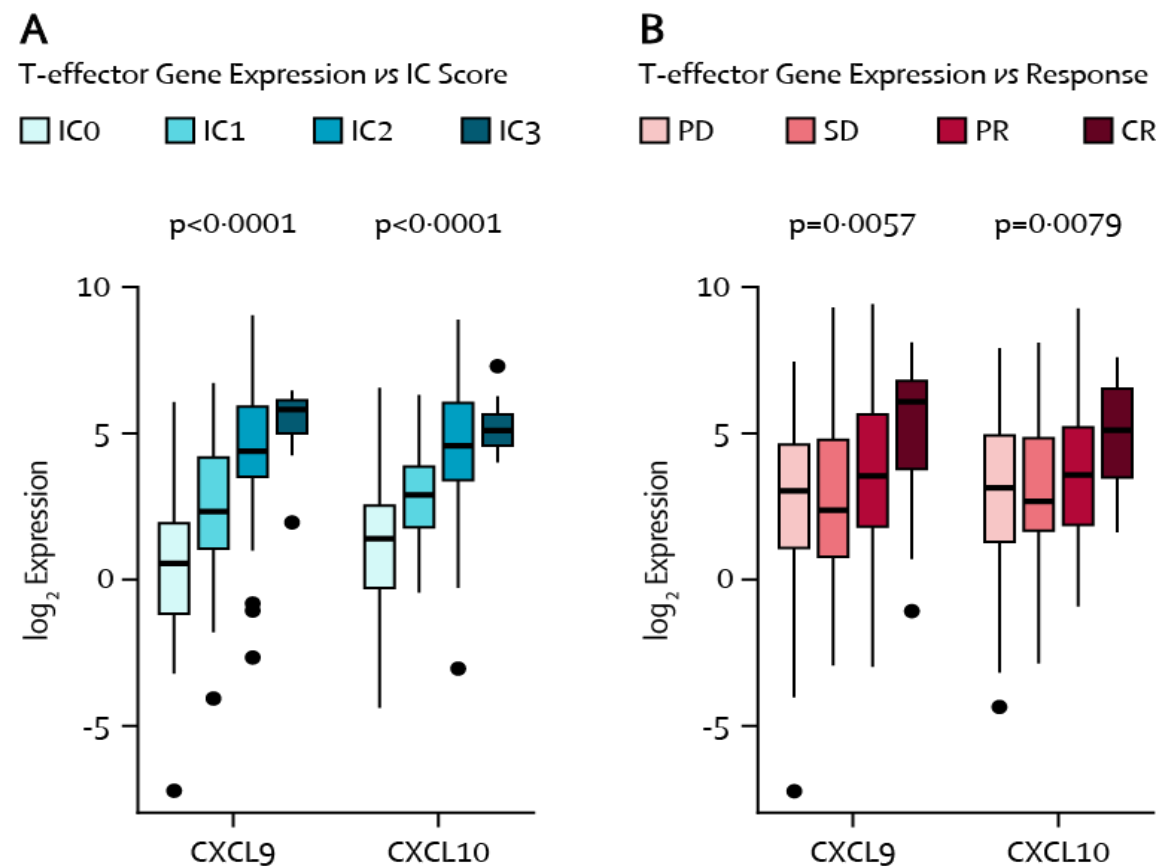 A
T-effector Gene Expression vs IC Score
IC0 IC1 IC2 IC3
p<0·0001 p<0·0001
10
5
0
-5
log2 Expression
CXCL9 CXCL10
B
T-effector Gene Expression vs Response
PD SD PR CR
p=0·0057 p=0·0079
10
5
0
-5
log2 Expression
CXCL9 CXCL10